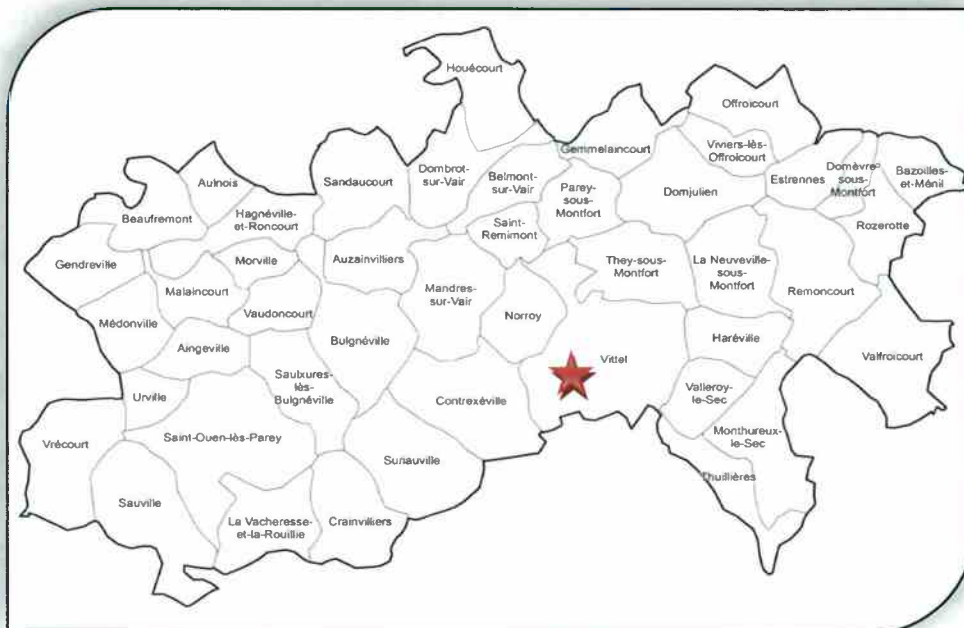 Houécourt
Offroicourt
Gemmelaincourt
Viviers-lès-
Offroicourt
Aulnois
Sandaucourt
Dombrot-
sur-Vair
Belmont-
sur-Vair
Parey-
sous-
Montfort
Domjulien
Estrennes
Domèvre-
sous-
Montfort
Bazoilles-
et-Ménil
Beaufremont
Hagnéville-
et-Roncourt
Saint-
Remimont
Rozerotte
Gendreville
Morville
Auzainvilliers
They-sous-
Montfort
La Neuveville-
sous-
Montfort
Malaincourt
Mandres-
sur-Vair
Remoncourt
Médonville
Vaudoncourt
Norroy
Bulgnéville
Haréville
Aingeville
Vittel
Valfroicourt
Saulxures-
lès-
Bulgnéville
Urville
Contrexéville
Valleroy-
le-Sec
Vrécourt
Saint-Ouen-lès-Parey
Monthureux-
le-Sec
Suriauville
Thuillières
Sauville
La Vacheresse-
et-la-Rouillie
Crainvilliers